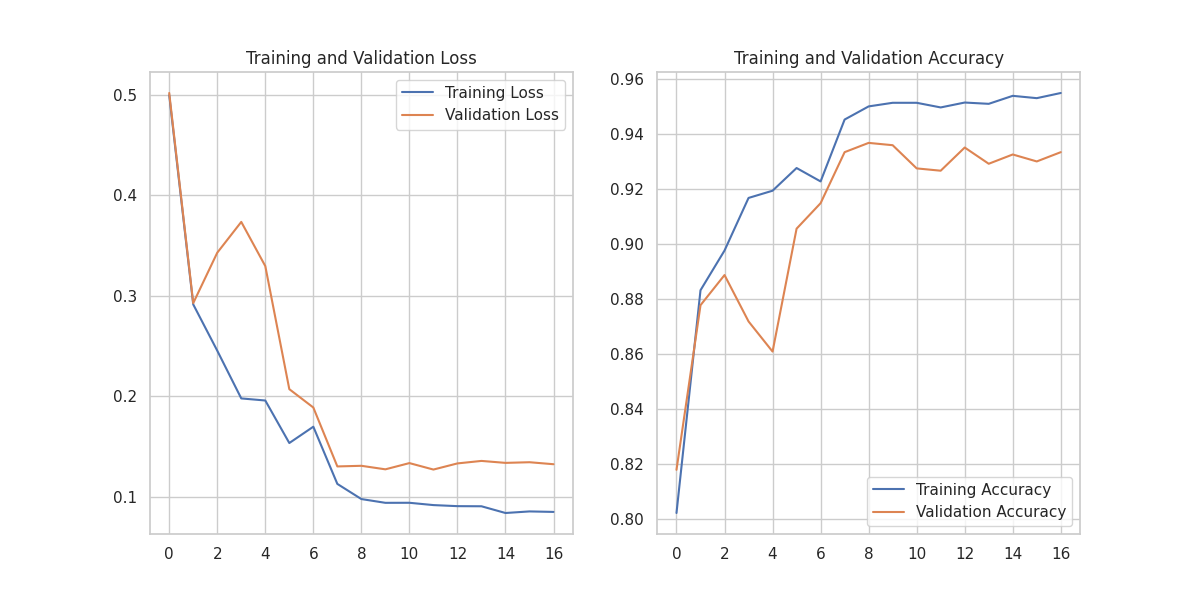 Training and Validation Loss
0.5
0.4
0.3
0.2
0.1
0 2 4 6 8 10 12 14 16
Training Loss
Validation Loss
Training and Validation Accuracy
0.96
0.94
0.92
0.90
0.88
0.86
0.84
0.82
0.80
0 2 4 6 8 10 12 14 16
Training Accuracy
Validation Accuracy